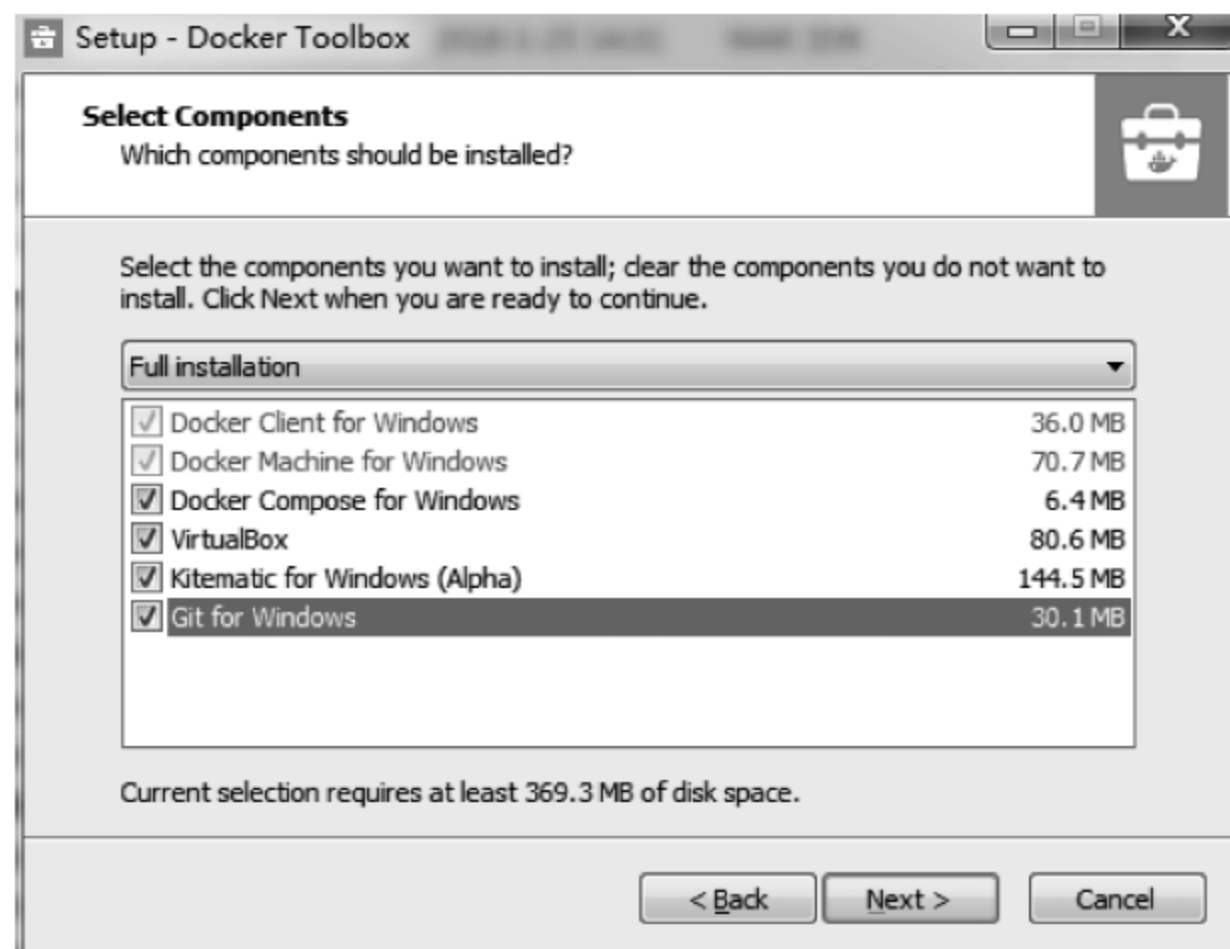 Setup - Docker Toolbox
Select Components
Which components should be installed?
Select the components you want to install; clear the components you do not want to
install. Click Next when you are ready to continue.
Full installation
Docker Client for Windows 36.0 MB
Docker Machine for Windows 70.7 MB
Docker Compose for Windows 6.4 MB
VirtualBox 80.6 MB
Kitematic for Windows (Alpha) 144.5 MB
Git for Windows 30.1 MB
Current selection requires at least 369.3 MB of disk space.
< Back Next > Cancel